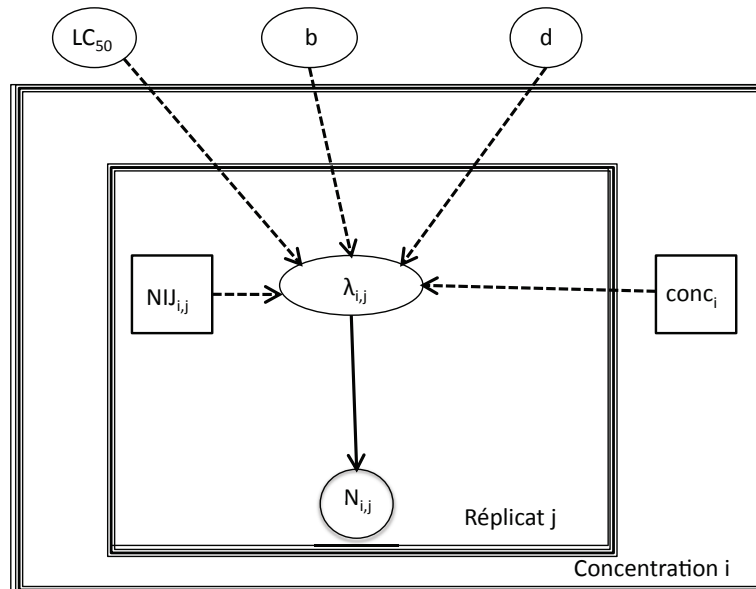 LC₅₀ b d
NIJᵢ,ⱼ λᵢ,ⱼ concᵢ
Nᵢ,ⱼ
Réplicat j
Concentration i